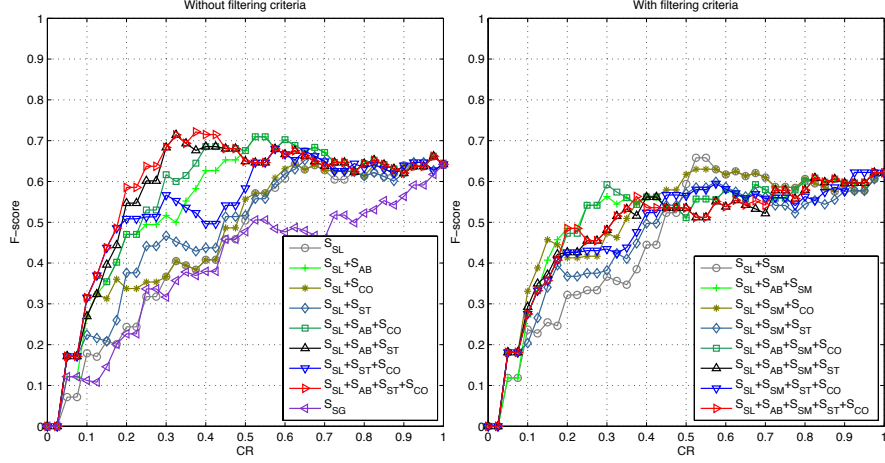 Without filtering criteria
1
0.9
0.8
0.7
0.6
0.5
0.4
0.3
0.2
0.1
0
F−score
0 0.1 0.2 0.3 0.4 0.5 0.6 0.7 0.8 0.9 1
CR
S_SL
S_SL+S_AB
S_SL+S_CO
S_SL+S_ST
S_SL+S_AB+S_CO
S_SL+S_AB+S_ST
S_SL+S_ST+S_CO
S_SL+S_AB+S_ST+S_CO
S_SG
With filtering criteria
1
0.9
0.8
0.7
0.6
0.5
0.4
0.3
0.2
0.1
0
F−score
0 0.1 0.2 0.3 0.4 0.5 0.6 0.7 0.8 0.9 1
CR
S_SL+S_SM
S_SL+S_AB+S_SM
S_SL+S_SM+S_CO
S_SL+S_SM+S_ST
S_SL+S_AB+S_SM+S_CO
S_SL+S_AB+S_SM+S_ST
S_SL+S_SM+S_ST+S_CO
S_SL+S_AB+S_SM+S_ST+S_CO